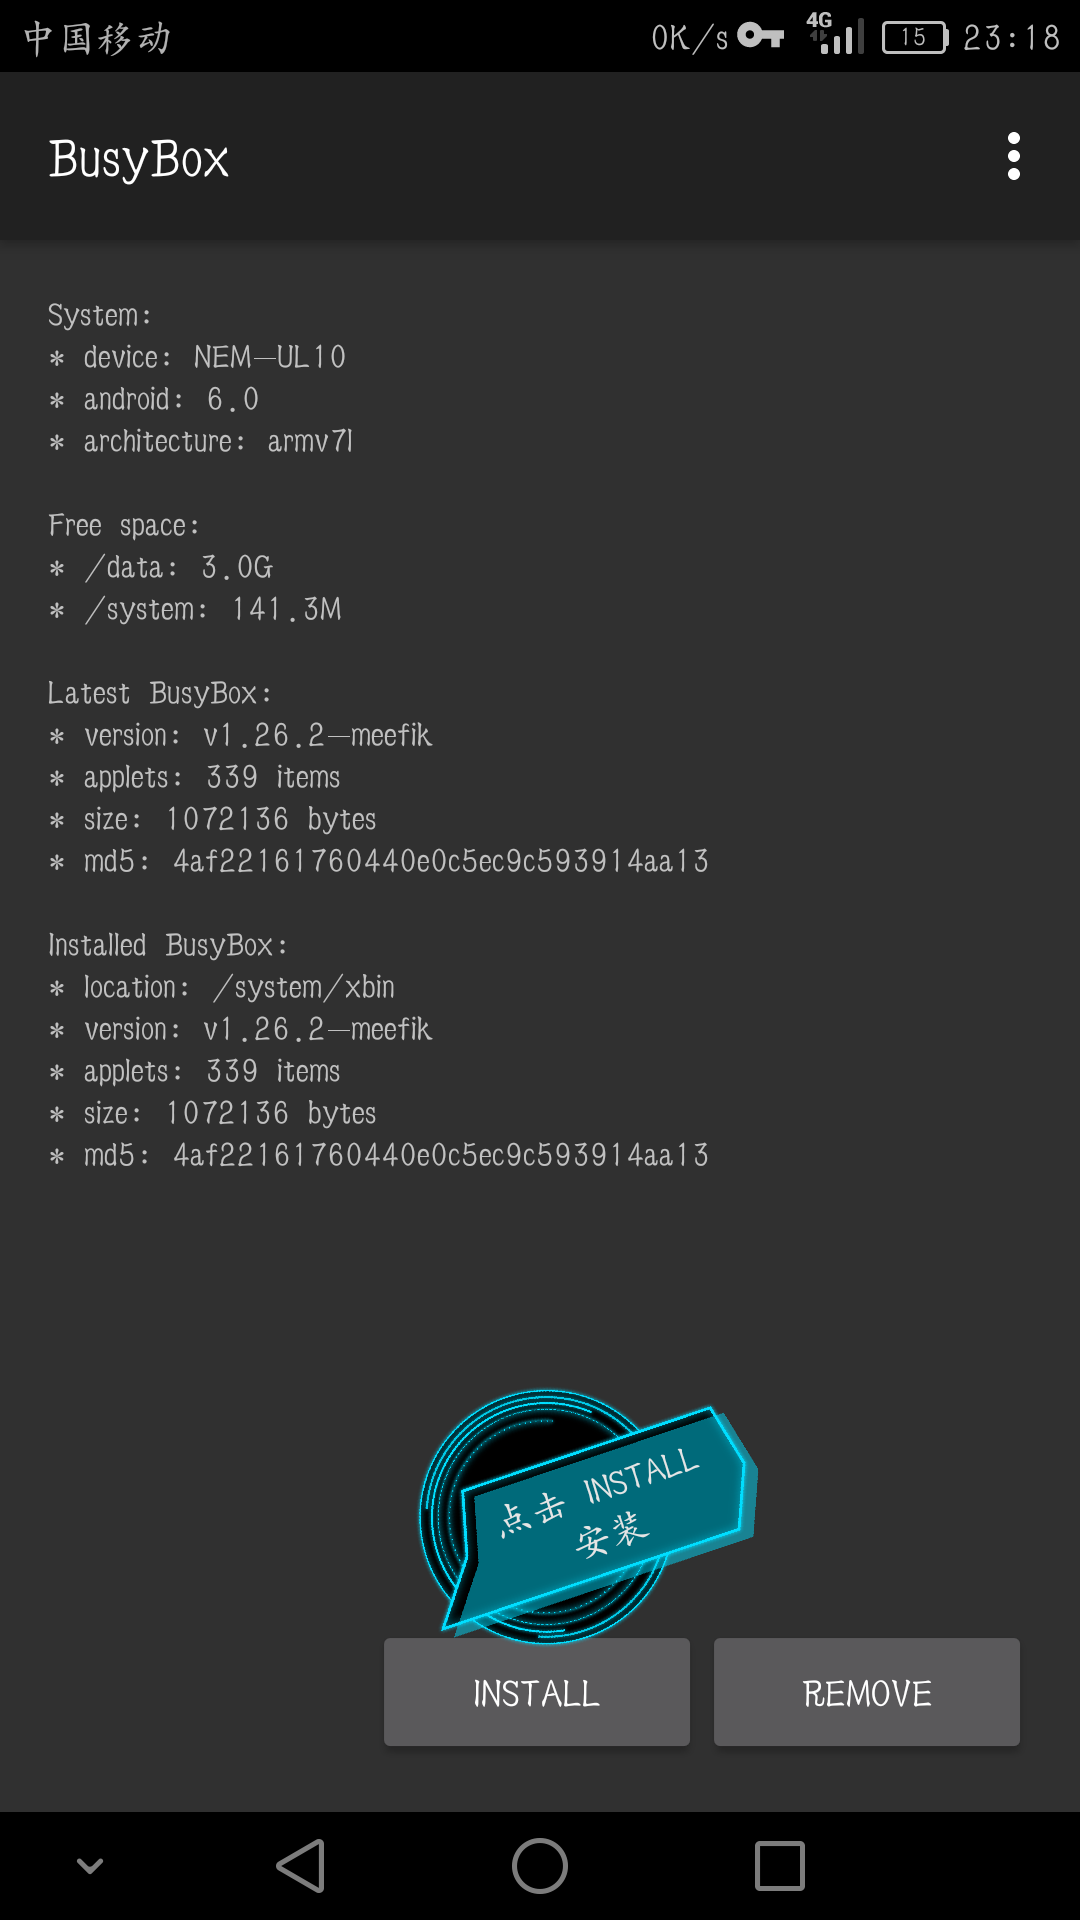 中国移动 0K/s 4G 15 23:18
BusyBox
System:
* device: NEM-UL10
* android: 6.0
* architecture: armv7l
Free space:
* /data: 3.0G
* /system: 141.3M
Latest BusyBox:
* version: v1.26.2-meefik
* applets: 339 items
* size: 1072136 bytes
* md5: 4af22161760440e0c5ec9c593914aa13
Installed BusyBox:
* location: /system/xbin
* version: v1.26.2-meefik
* applets: 339 items
* size: 1072136 bytes
* md5: 4af22161760440e0c5ec9c593914aa13
点击 INSTALL
安装
INSTALL REMOVE